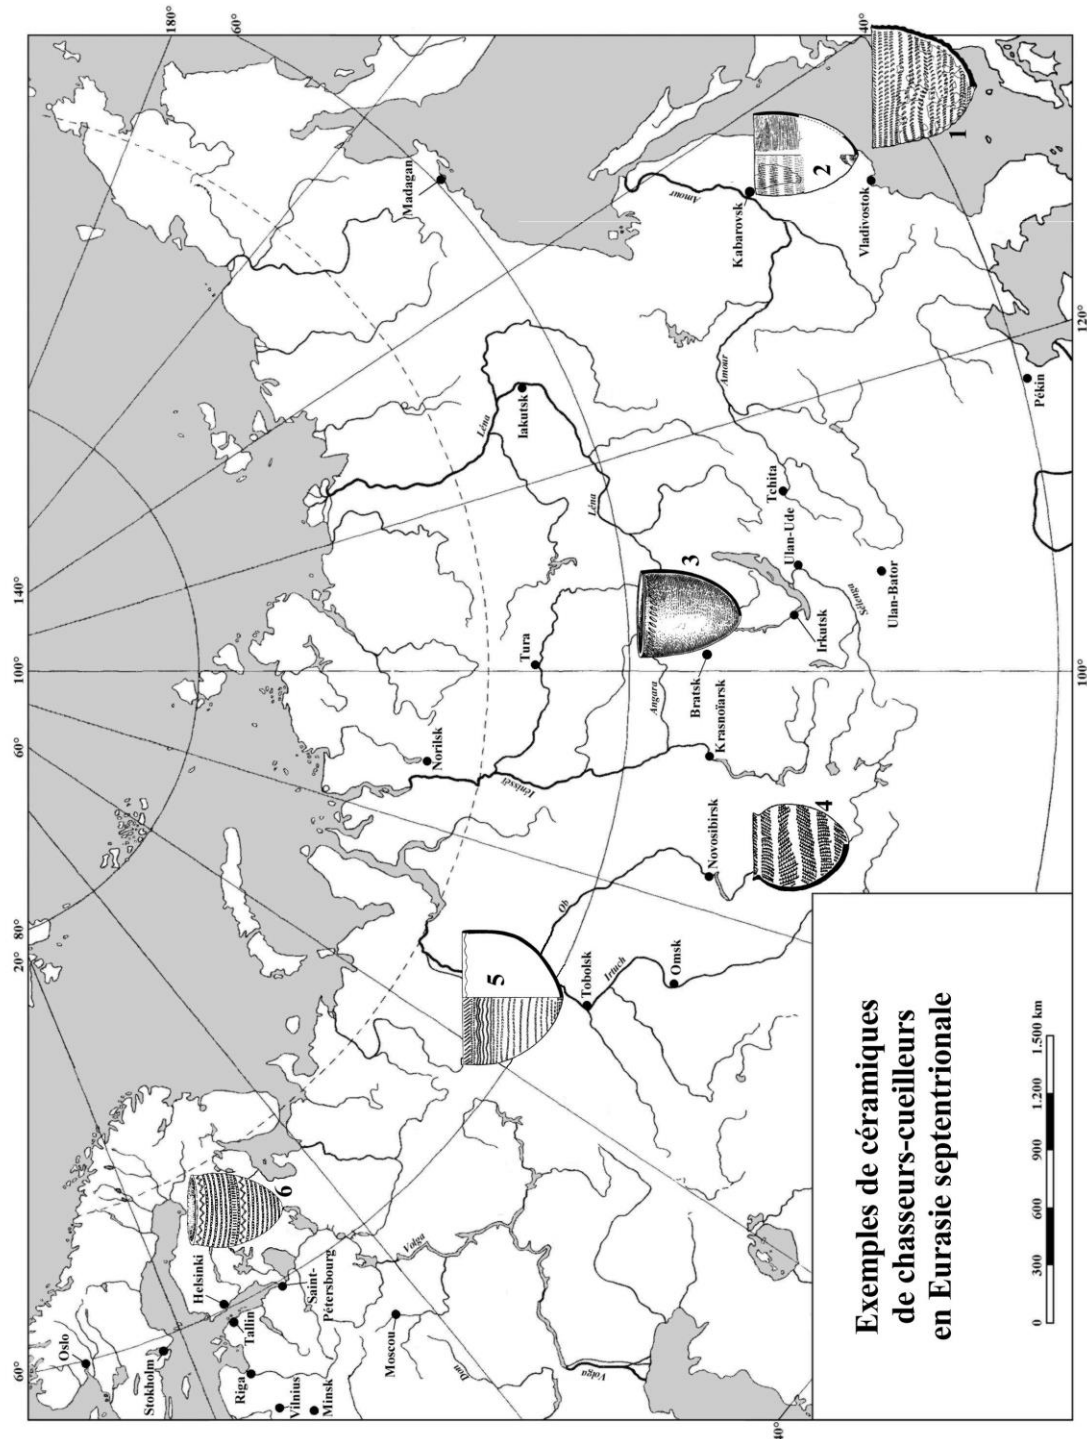 Exemples de céramiques
de chasseurs-cueilleurs
en Eurasie septentrionale
0 300 600 900 1.200 1.500 km
60°
20°
80°
60°
100°
140°
180°
60°
40°
100°
120°
40°
Oslo
Stokholm
Helsinki
Tallin
Riga
Vilnius
Minsk
Saint-
Pétersbourg
Moscou
Volga
Don
Volga
6
5
Tobolsk
Irtuch
Omsk
Ob
Novosibirsk
4
Norilsk
Iénisséï
Tura
Angara
Bratsk
Krasnoïarsk
3
Irkutsk
Ulan-Ude
Sélenga
Ulan-Bator
Tchita
Léna
Iakutsk
Léna
Madagan
Amour
Kabarovsk
Amour
2
Vladivostok
1
Pékin